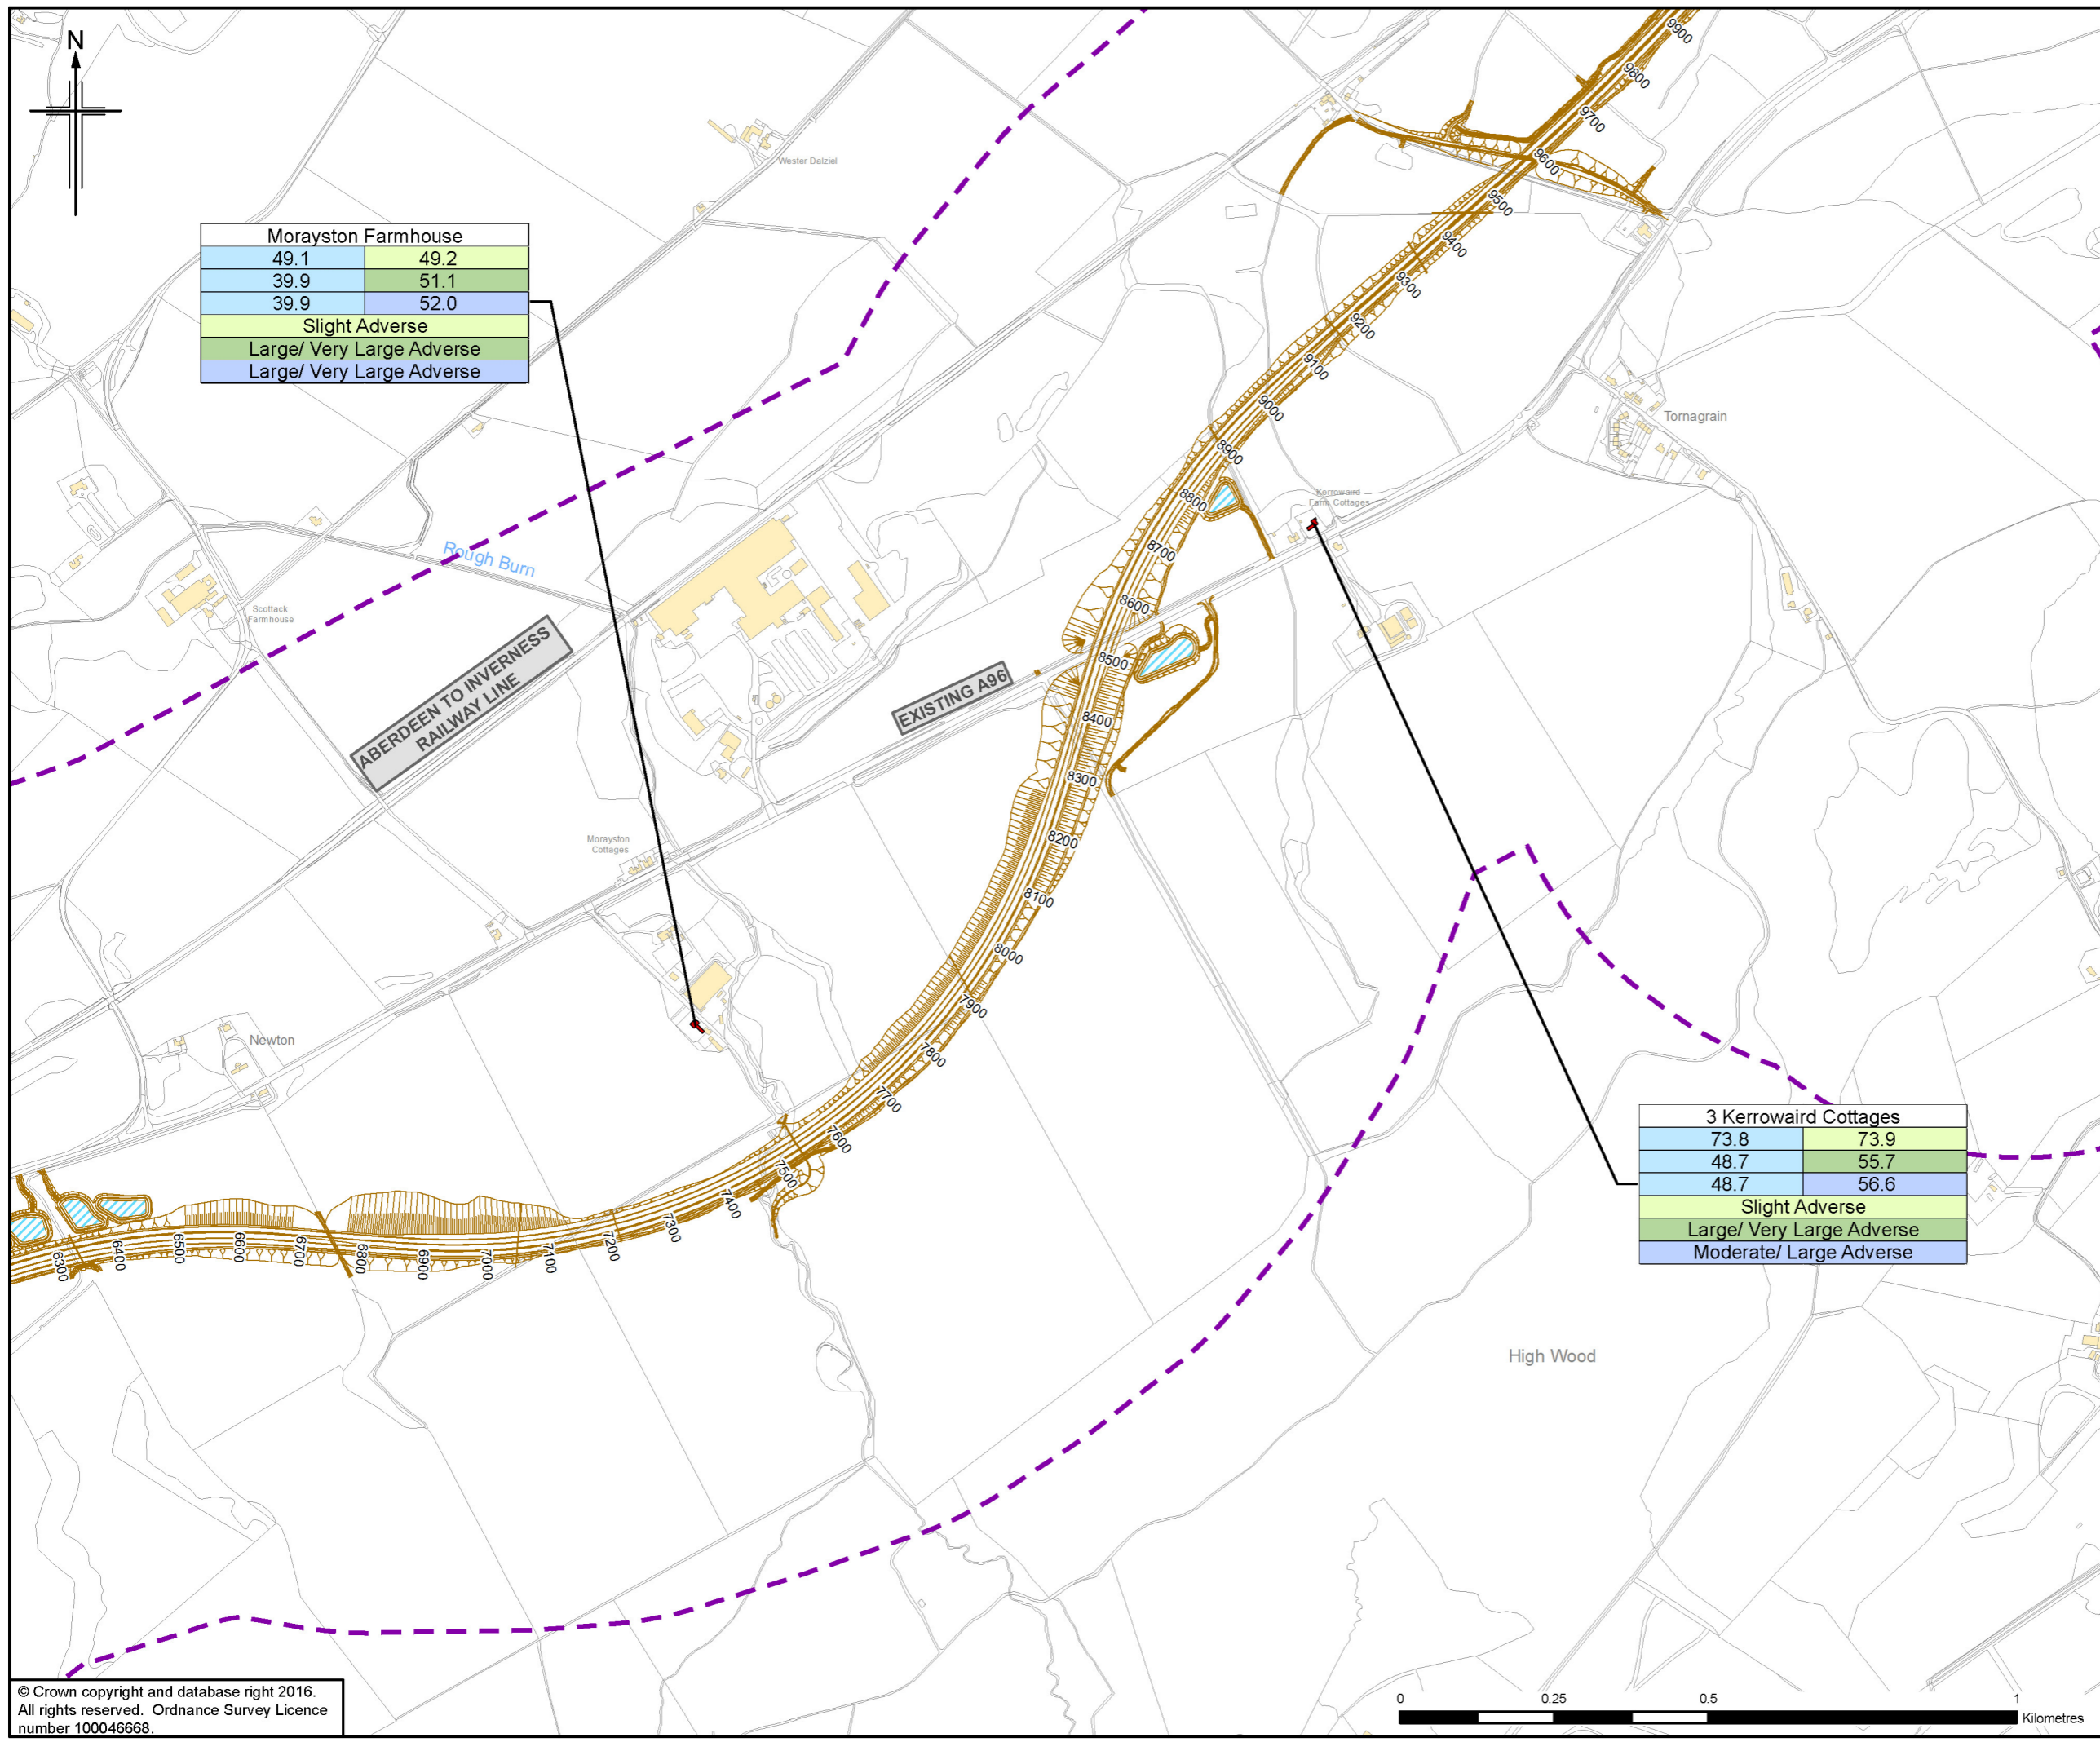 N
Wester Dalziel
Morayston Farmhouse
49.1 49.2
39.9 51.1
39.9 52.0
Slight Adverse
Large/ Very Large Adverse
Large/ Very Large Adverse
9900
9800
9700
9600
9500
9400
9300
9200
9100
9000
8900
8800
8700
8600
8500
8400
8300
8200
8100
8000
7900
7800
7700
7600
7500
7400
7300
7200
7100
7000
6900
6800
6700
6600
6500
6400
6300
Tornagrain
Kerrowaird
Farm Cottages
Rough Burn
Scottack
Farmhouse
ABERDEEN TO INVERNESS
RAILWAY LINE
EXISTING A96
Morayston
Cottages
Newton
3 Kerrowaird Cottages
73.8 73.9
48.7 55.7
48.7 56.6
Slight Adverse
Large/ Very Large Adverse
Moderate/ Large Adverse
High Wood
© Crown copyright and database right 2016.
All rights reserved. Ordnance Survey Licence
number 100046668.
0 0.25 0.5 1
Kilometres